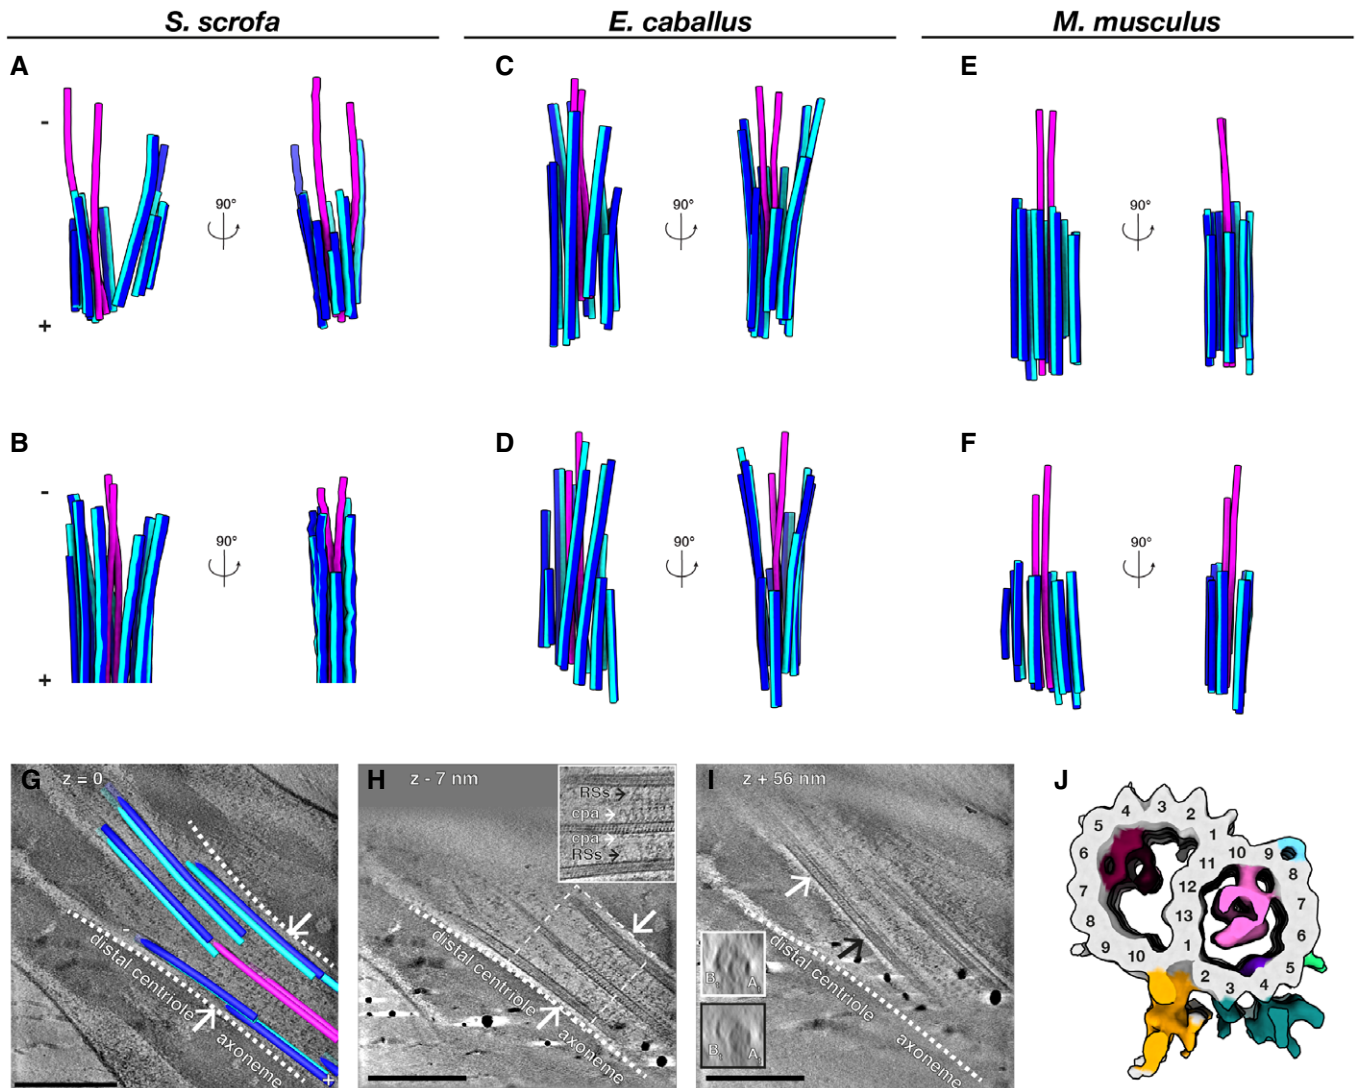 S. scrofa
E. caballus
M. musculus
A
C
E
-
90°
90°
90°
+
B
D
F
-
90°
90°
90°
+
G
z = 0
distal centriole
axoneme
+
H
z - 7 nm
RSs
cpa
cpa
RSs
distal centriole
axoneme
I
z + 56 nm
B
A
B
A
distal centriole
axoneme
J
4 3 2
5 1
6 11 10 9
7 12 8
8 13 7
9 1 6
10 2 3 4 5